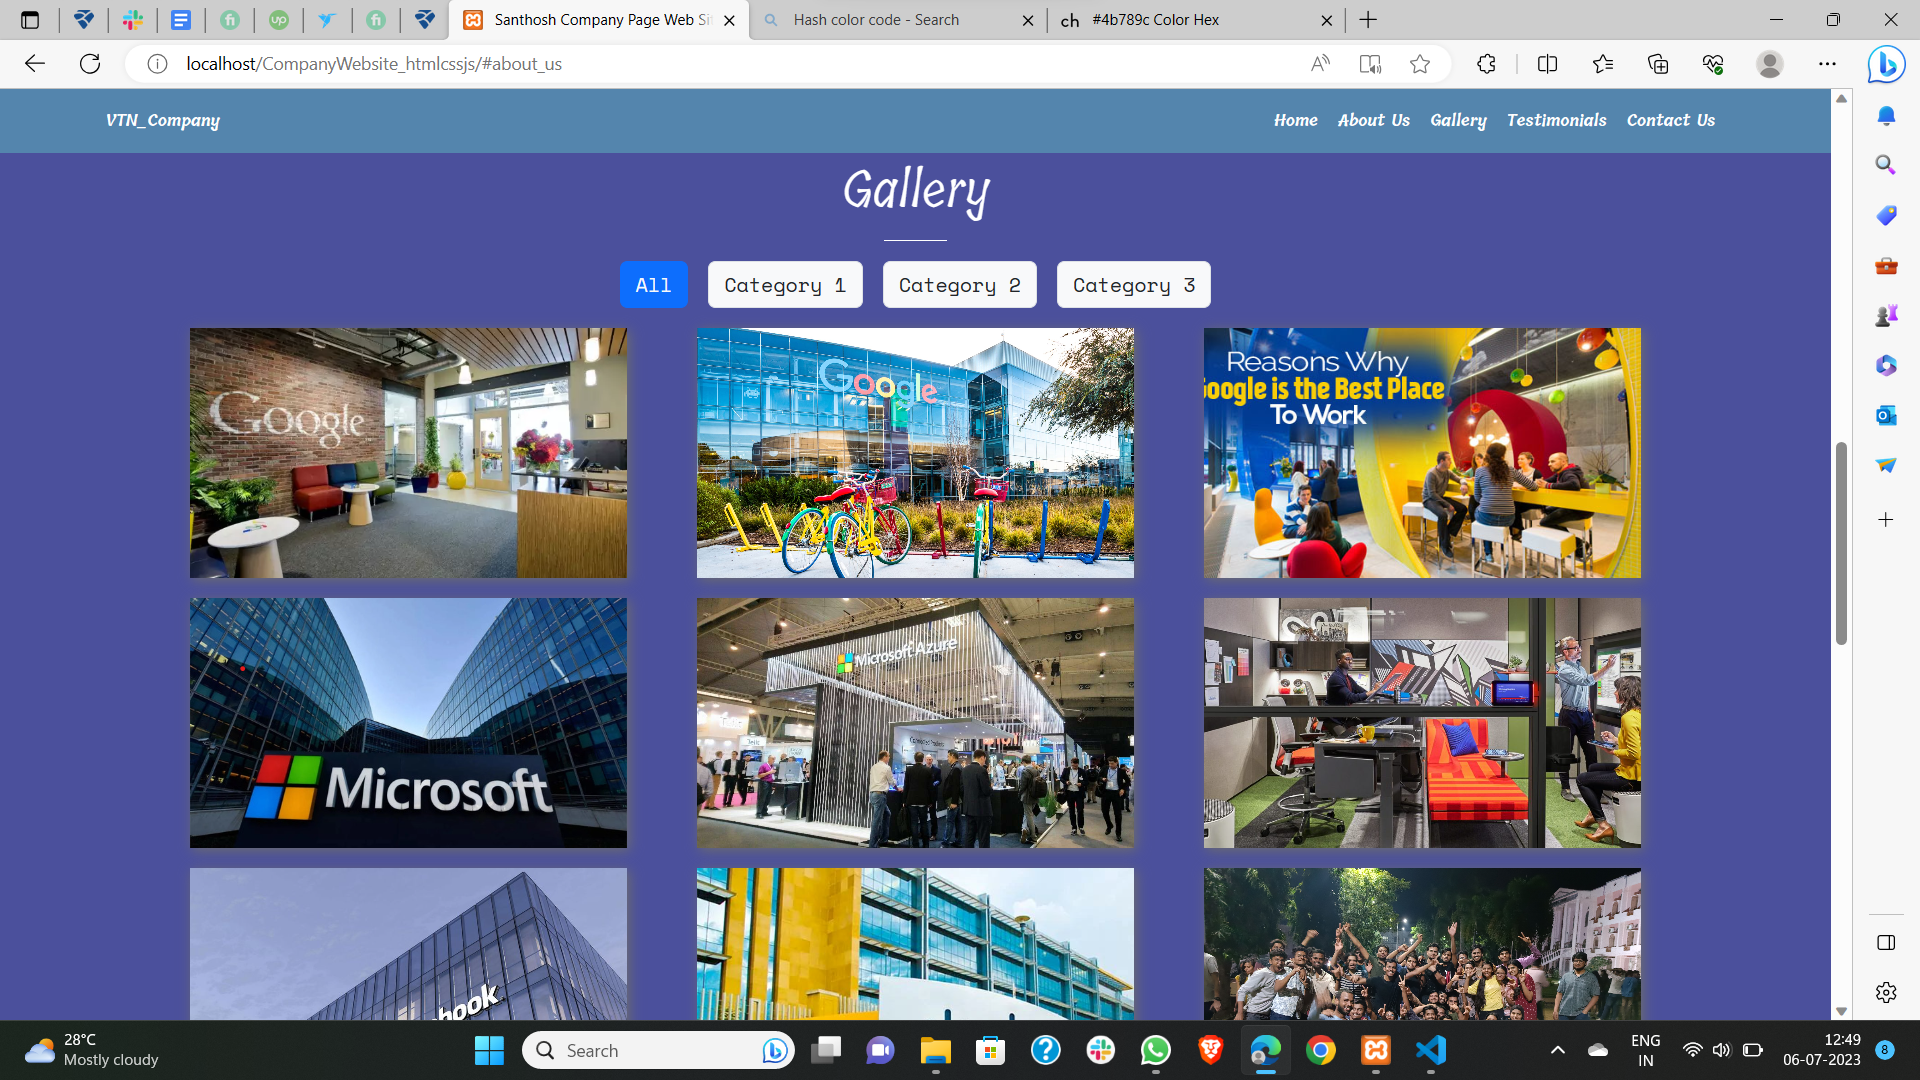 Santhosh Company Page Web Si
Hash color code - Search
ch #4b789c Color Hex
localhost/CompanyWebsite_htmlcssjs/#about_us
VTN_Company
Home About Us Gallery Testimonials Contact Us
Gallery
All Category 1 Category 2 Category 3
Google
Google
Reasons Why
Google is the Best Place
To Work
Microsoft
Microsoft Azure
book
28°C
Mostly cloudy
Search
ENG
IN
12:49
06-07-2023
8